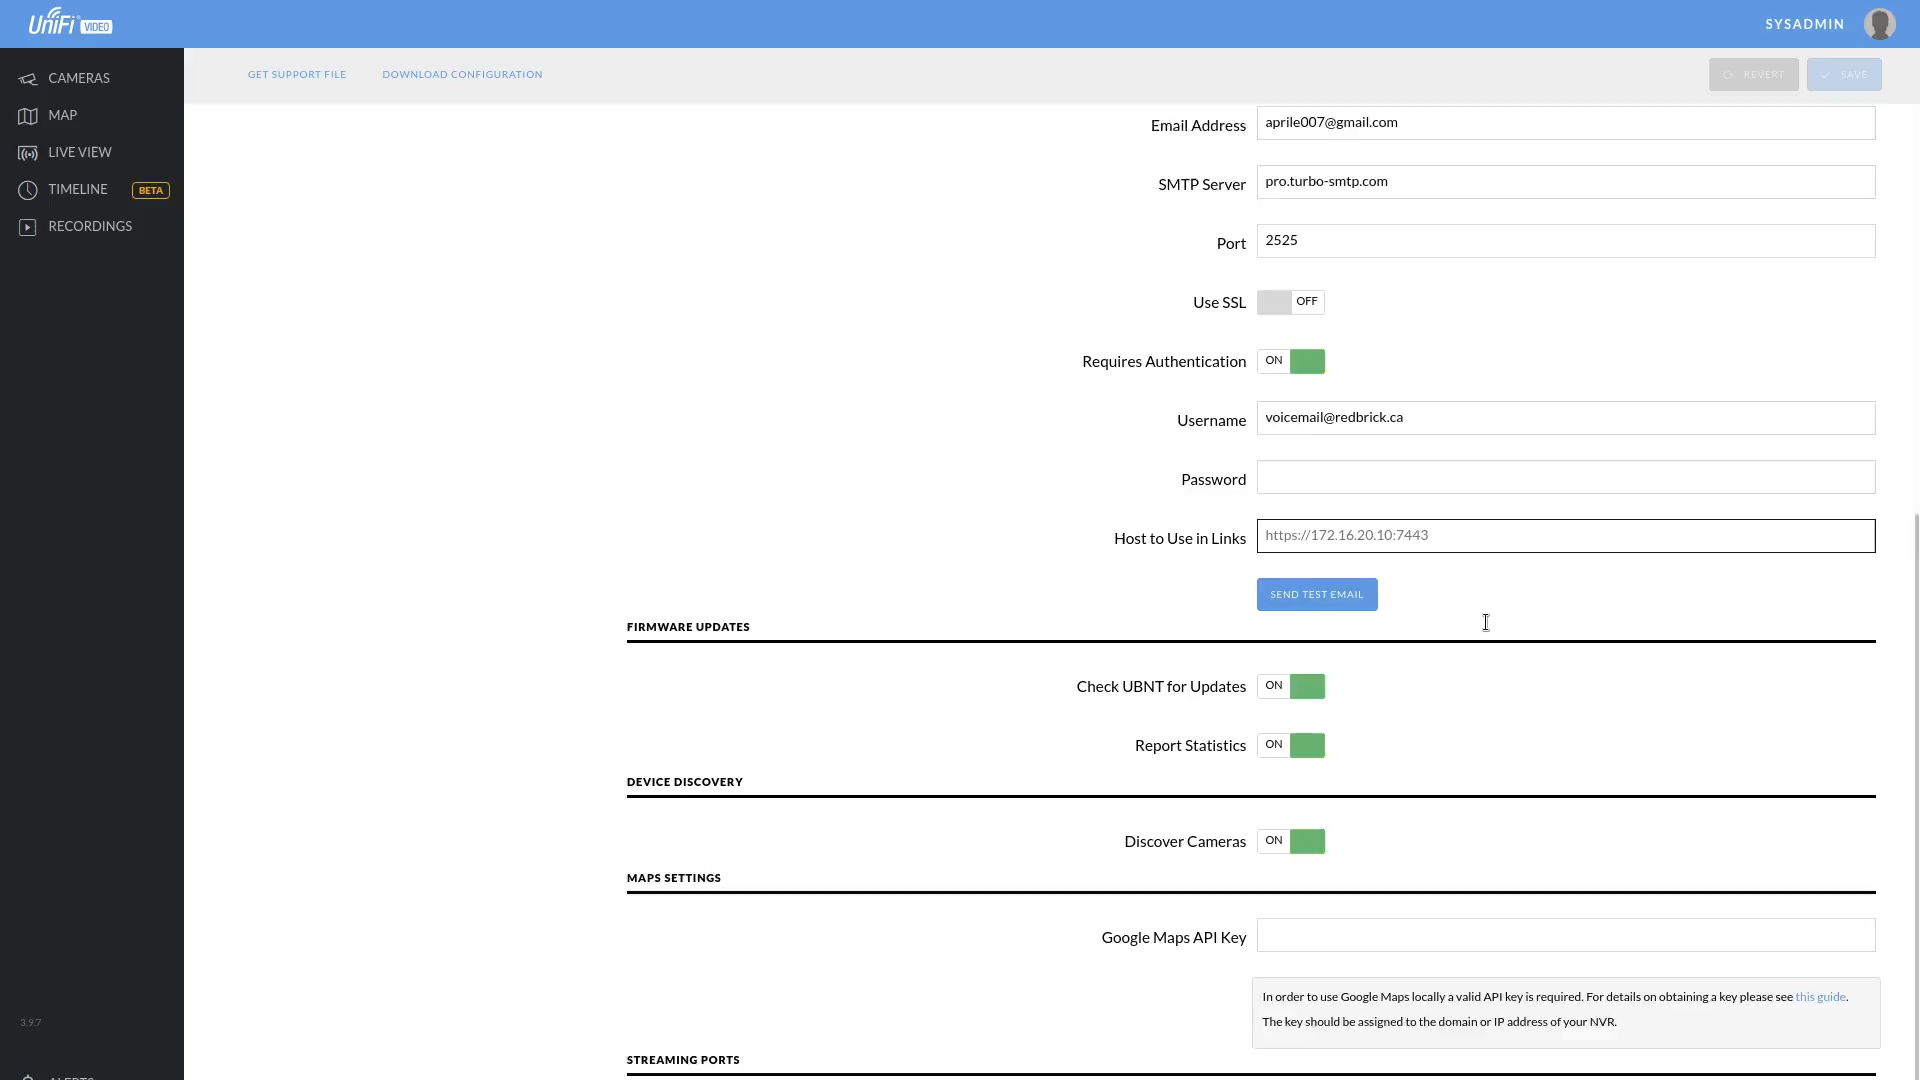 UniFi VIDEO
SYSADMIN
CAMERAS
MAP
LIVE VIEW
TIMELINE BETA
RECORDINGS
3.9.7
ALERTS
GET SUPPORT FILE DOWNLOAD CONFIGURATION
REVERT SAVE
Email Address aprile007@gmail.com
SMTP Server pro.turbo-smtp.com
Port 2525
Use SSL OFF
Requires Authentication ON
Username voicemail@redbrick.ca
Password
Host to Use in Links https://172.16.20.10:7443
SEND TEST EMAIL
FIRMWARE UPDATES
Check UBNT for Updates ON
Report Statistics ON
DEVICE DISCOVERY
Discover Cameras ON
MAPS SETTINGS
Google Maps API Key
In order to use Google Maps locally a valid API key is required. For details on obtaining a key please see this guide.
The key should be assigned to the domain or IP address of your NVR.
STREAMING PORTS